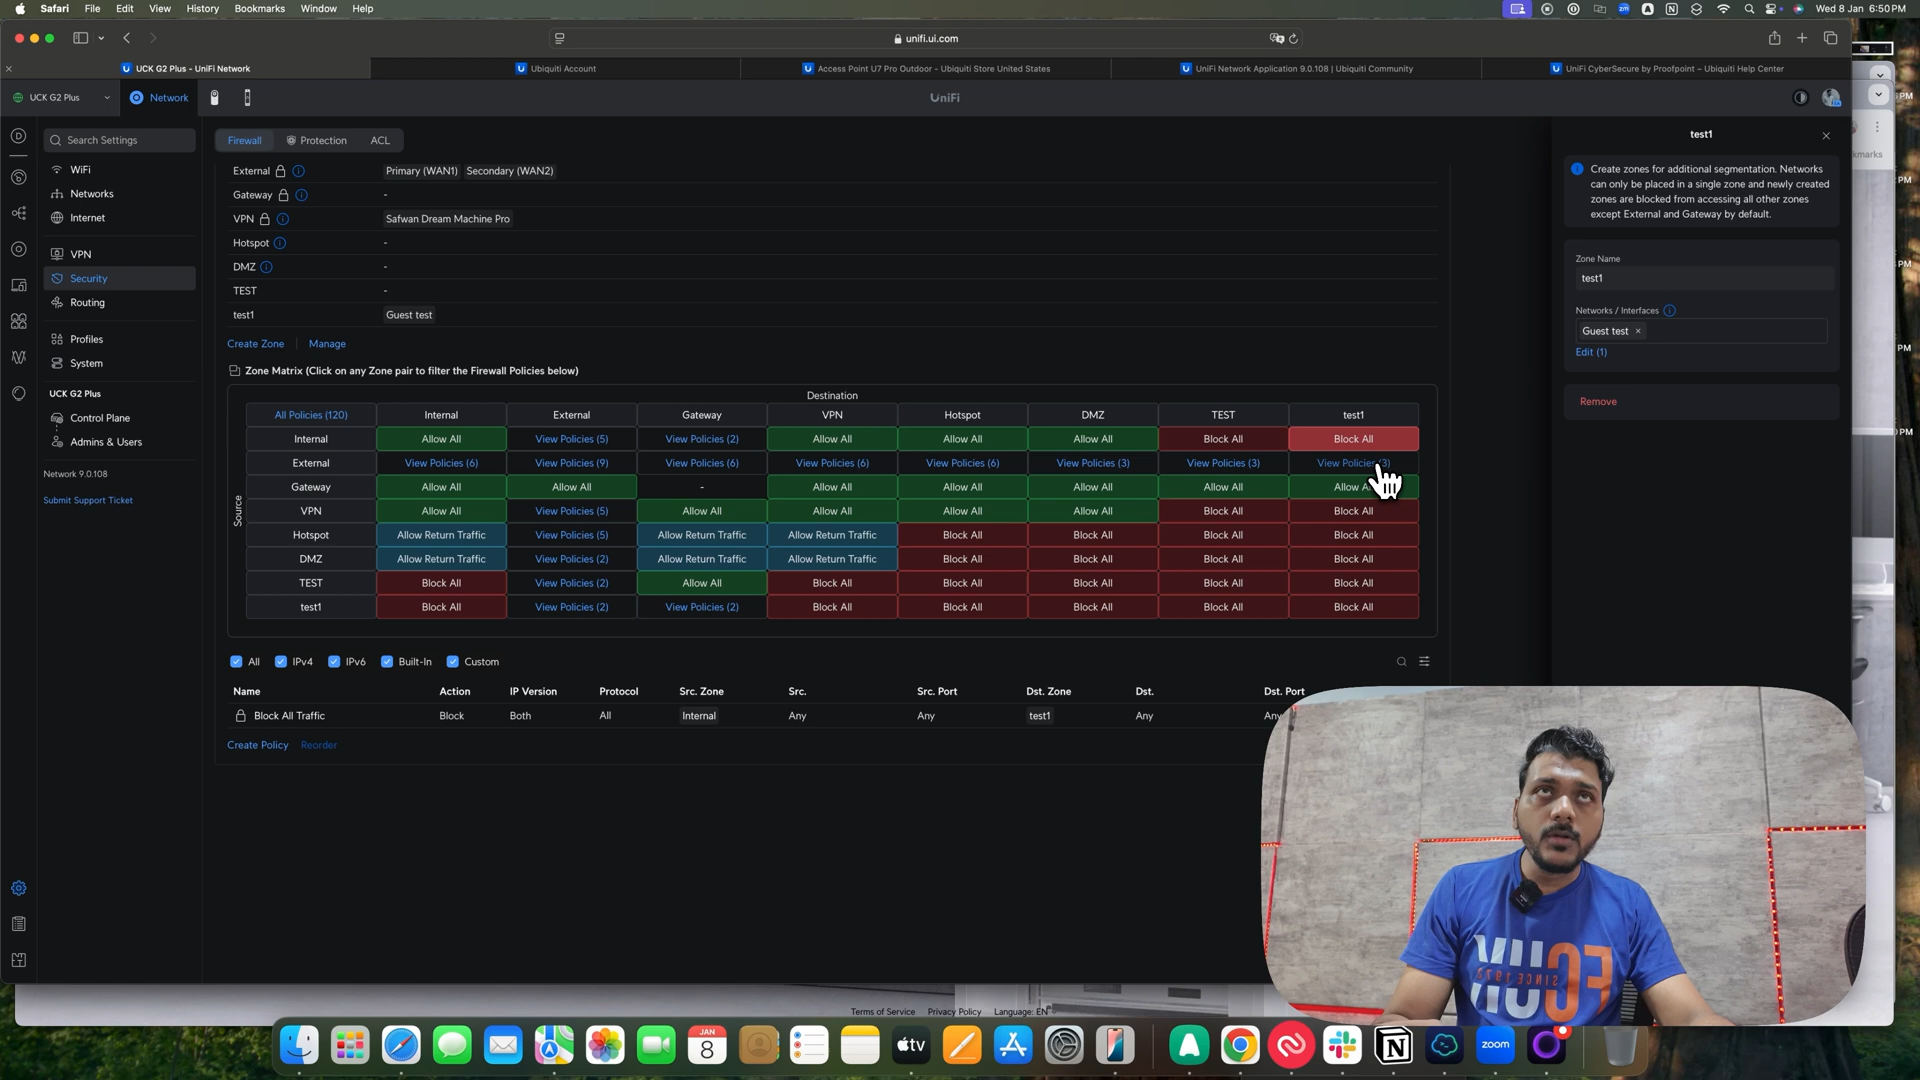 Safari File Edit View History Bookmarks Window Help
Wed 8 Jan 6:50 PM
unifi.ui.com
UCK G2 Plus - UniFi Network
Ubiquiti Account
Access Point U7 Pro Outdoor - Ubiquiti Store United States
UniFi Network Application 9.0.108 | Ubiquiti Community
UniFi CyberSecure by Proofpoint – Ubiquiti Help Center
UCK G2 Plus
Network
UniFi
Search Settings
WiFi
Networks
Internet
VPN
Security
Routing
Profiles
System
UCK G2 Plus
Control Plane
Admins & Users
Network 9.0.108
Submit Support Ticket
Firewall Protection ACL
External Primary (WAN1) Secondary (WAN2)
Gateway -
VPN Safwan Dream Machine Pro
Hotspot -
DMZ -
TEST -
test1 Guest test
Create Zone | Manage
Zone Matrix (Click on any Zone pair to filter the Firewall Policies below)
Destination
Source
All Policies (120) Internal External Gateway VPN Hotspot DMZ TEST test1
Internal Allow All View Policies (5) View Policies (2) Allow All Allow All Allow All Block All Block All
External View Policies (6) View Policies (9) View Policies (6) View Policies (6) View Policies (6) View Policies (3) View Policies (3) View Policies (3)
Gateway Allow All Allow All - Allow All Allow All Allow All Allow All Allow
VPN Allow All View Policies (5) Allow All Allow All Allow All Allow All Block All Block All
Hotspot Allow Return Traffic View Policies (5) Allow Return Traffic Allow Return Traffic Block All Block All Block All Block All
DMZ Allow Return Traffic View Policies (2) Allow Return Traffic Allow Return Traffic Block All Block All Block All Block All
TEST Block All View Policies (2) Allow All Block All Block All Block All Block All Block All
test1 Block All View Policies (2) View Policies (2) Block All Block All Block All Block All Block All
All IPv4 IPv6 Built-In Custom
Name Action IP Version Protocol Src. Zone Src. Src. Port Dst. Zone Dst. Dst. Port
Block All Traffic Block Both All Internal Any Any test1 Any
Create Policy Reorder
test1
Create zones for additional segmentation. Networks
can only be placed in a single zone and newly created
zones are blocked from accessing all other zones
except External and Gateway by default.
Zone Name
test1
Networks / Interfaces
Guest test ×
Edit (1)
Remove
Terms of Service Privacy Policy Language: EN
JAN
8
tv
zoom
SINCE 1972